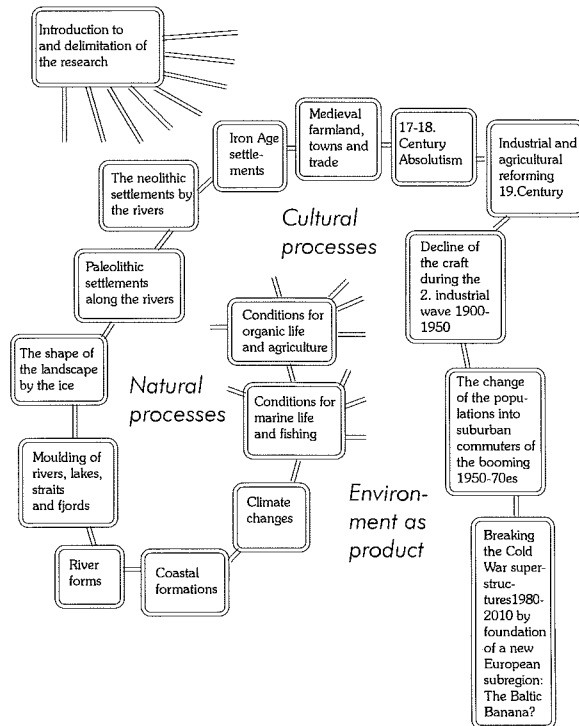 Introduction to
and delimitation of
the research
Iron Age
settle-
ments
Medieval
farmland,
towns and
trade
17-18.
Century
Absolutism
Industrial and
agricultural
reforming
19.Century
The neolithic
settlements by
the rivers
Cultural
processes
Decline of
the craft
during the
2. industrial
wave 1900-
1950
Paleolithic
settlements
along the rivers
Conditions for
organic life
and agriculture
The shape of
the landscape
by the ice
Natural
processes
Conditions for
marine life
and fishing
The change
of the popu-
lations into
suburban
commuters of
the booming
1950-70es
Moulding of
rivers, lakes,
straits
and fjords
Climate
changes
Environ-
ment as
product
River
forms
Coastal
formations
Breaking
the Cold
War super-
struc-
tures1980-
2010 by
foundation
of a new
European
subregion:
The Baltic
Banana?